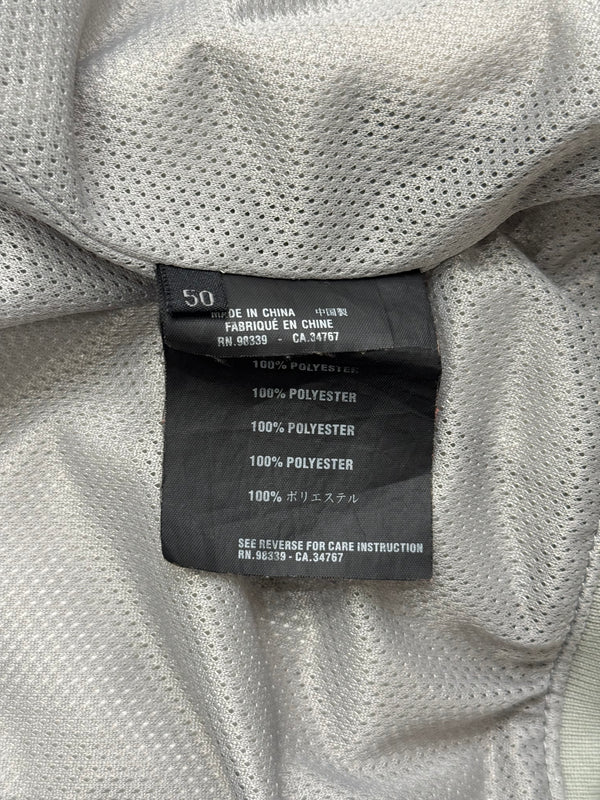 50
MADE IN CHINA 中国製
FABRIQUÉ EN CHINE
RN.98339 - CA.34767
100% POLYESTER
100% POLYESTER
100% POLYESTER
100% POLYESTER
100% ポリエステル
SEE REVERSE FOR CARE INSTRUCTION
RN.98339 - CA.34767